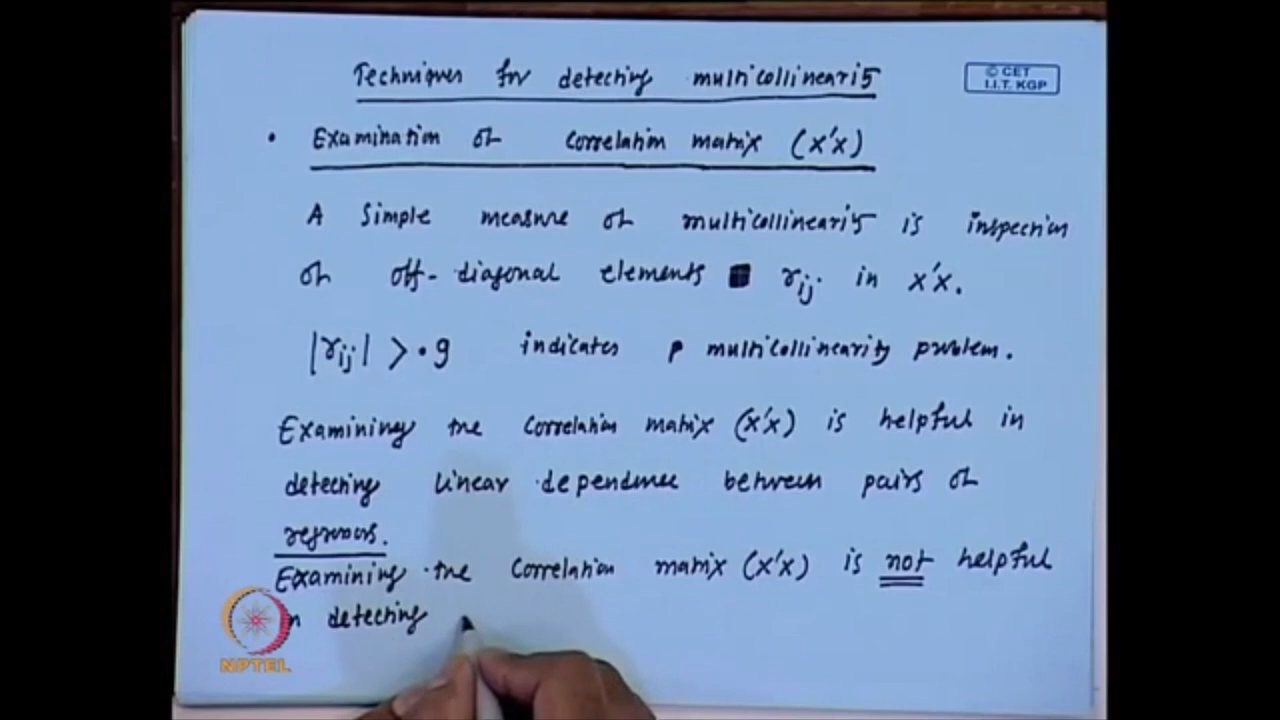 Techniques for detecting multicollinearity
© CET
I.I.T. KGP
• Examination of correlation matrix (X'X)
A simple measure of multicollinearity is inspection
of off-diagonal elements rij in X'X.
|rij| > .9 indicates multicollinearity problem.
Examining the correlation matrix (X'X) is helpful in
detecting linear dependence between pairs of
regressors.
Examining the correlation matrix (X'X) is not helpful
in detecting
NPTEL